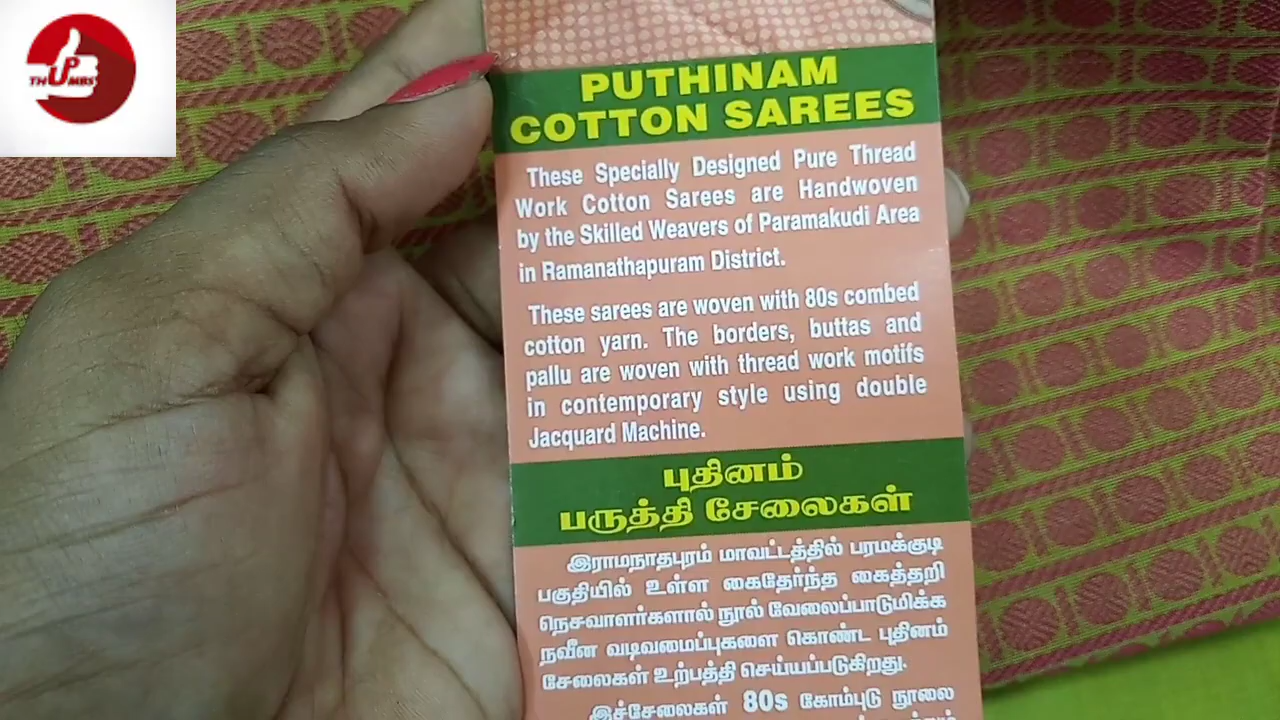 TH UP MBS
PUTHINAM
COTTON SAREES
These Specially Designed Pure Thread
Work Cotton Sarees are Handwoven
by the Skilled Weavers of Paramakudi Area
in Ramanathapuram District.
These sarees are woven with 80s combed
cotton yarn. The borders, buttas and
pallu are woven with thread work motifs
in contemporary style using double
Jacquard Machine.
புதினம்
பருத்தி சேலைகள்
இராமநாதபுரம் மாவட்டத்தில் பரமக்குடி
பகுதியில் உள்ள கைதேர்ந்த கைத்தறி
நெசவாளர்களால் நூல் வேலைப்பாடுமிக்க
நவீன வடிவமைப்புகளை கொண்ட புதினம்
சேலைகள் உற்பத்தி செய்யப்படுகிறது.
இச்சேலைகள் 80s கோம்புடு நூலை